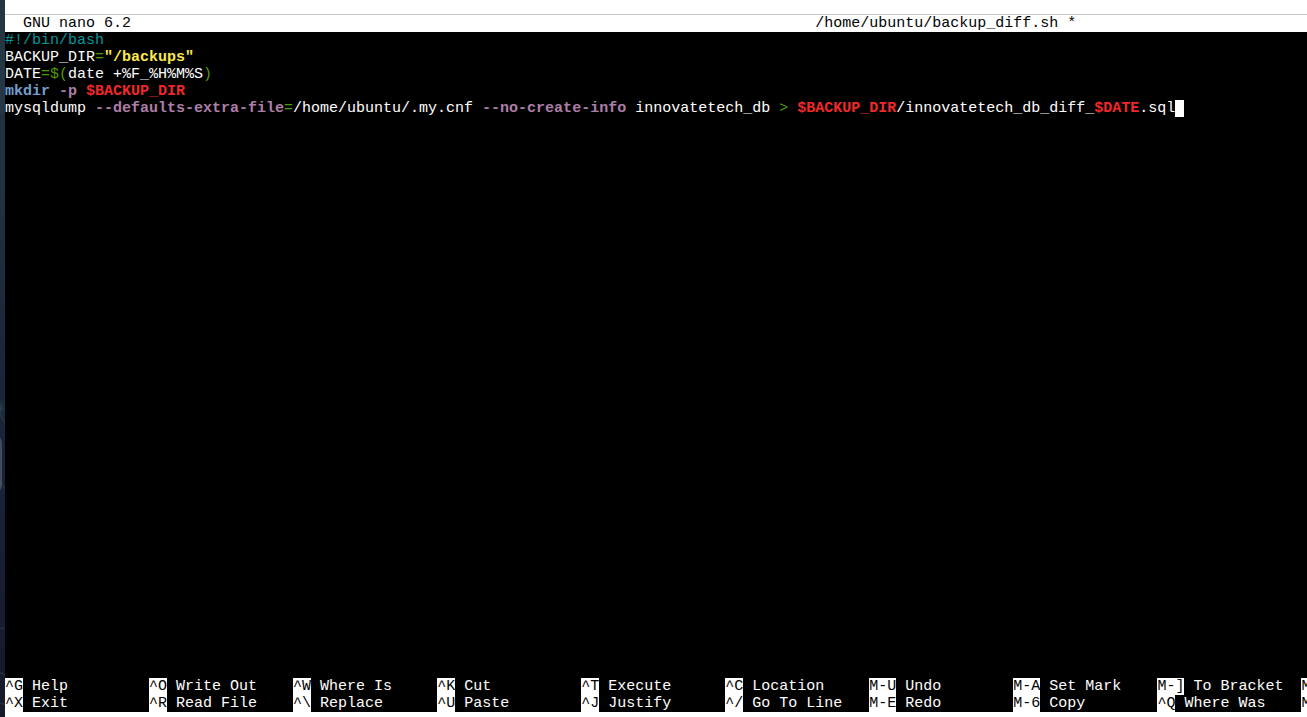 GNU nano 6.2 /home/ubuntu/backup_diff.sh *
#!/bin/bash
BACKUP_DIR="/backups"
DATE=$(date +%F_%H%M%S)
mkdir -p $BACKUP_DIR
mysqldump --defaults-extra-file=/home/ubuntu/.my.cnf --no-create-info innovatetech_db > $BACKUP_DIR/innovatetech_db_diff_$DATE.sql
^G Help ^O Write Out ^W Where Is ^K Cut ^T Execute ^C Location M-U Undo M-A Set Mark M-] To Bracket
^X Exit ^R Read File ^\ Replace ^U Paste ^J Justify ^/ Go To Line M-E Redo M-6 Copy ^Q Where Was